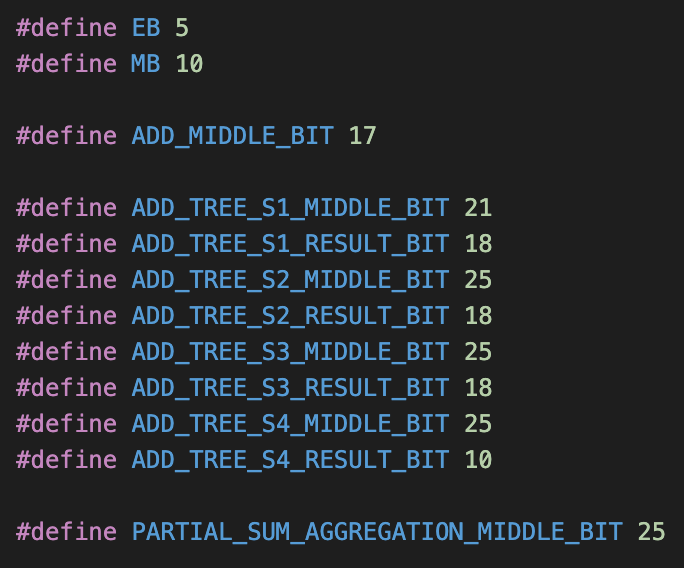 #define EB 5
#define MB 10
#define ADD_MIDDLE_BIT 17
#define ADD_TREE_S1_MIDDLE_BIT 21
#define ADD_TREE_S1_RESULT_BIT 18
#define ADD_TREE_S2_MIDDLE_BIT 25
#define ADD_TREE_S2_RESULT_BIT 18
#define ADD_TREE_S3_MIDDLE_BIT 25
#define ADD_TREE_S3_RESULT_BIT 18
#define ADD_TREE_S4_MIDDLE_BIT 25
#define ADD_TREE_S4_RESULT_BIT 10
#define PARTIAL_SUM_AGGREGATION_MIDDLE_BIT 25